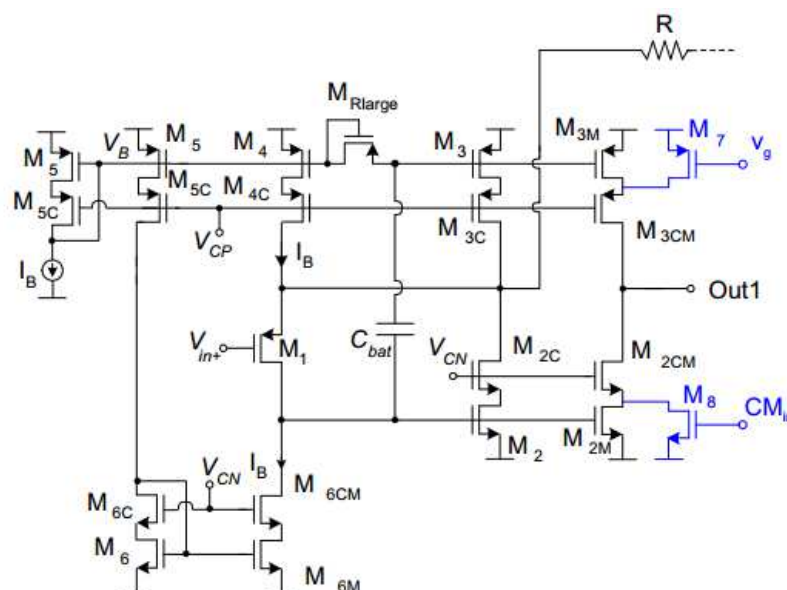 R
M Rlarge
M 5
V B
M 5
M 4
M 3
M 3M
M 7
v g
M 5C
M 5C
M 4C
M 3C
M 3CM
V CP
I B
I B
Out1
V in+
M 1
C bat
V CN
M 2C
M 2CM
M 8
M 2
M 2M
I B
V CN
M 6CM
M 6C
M 6
M 6M